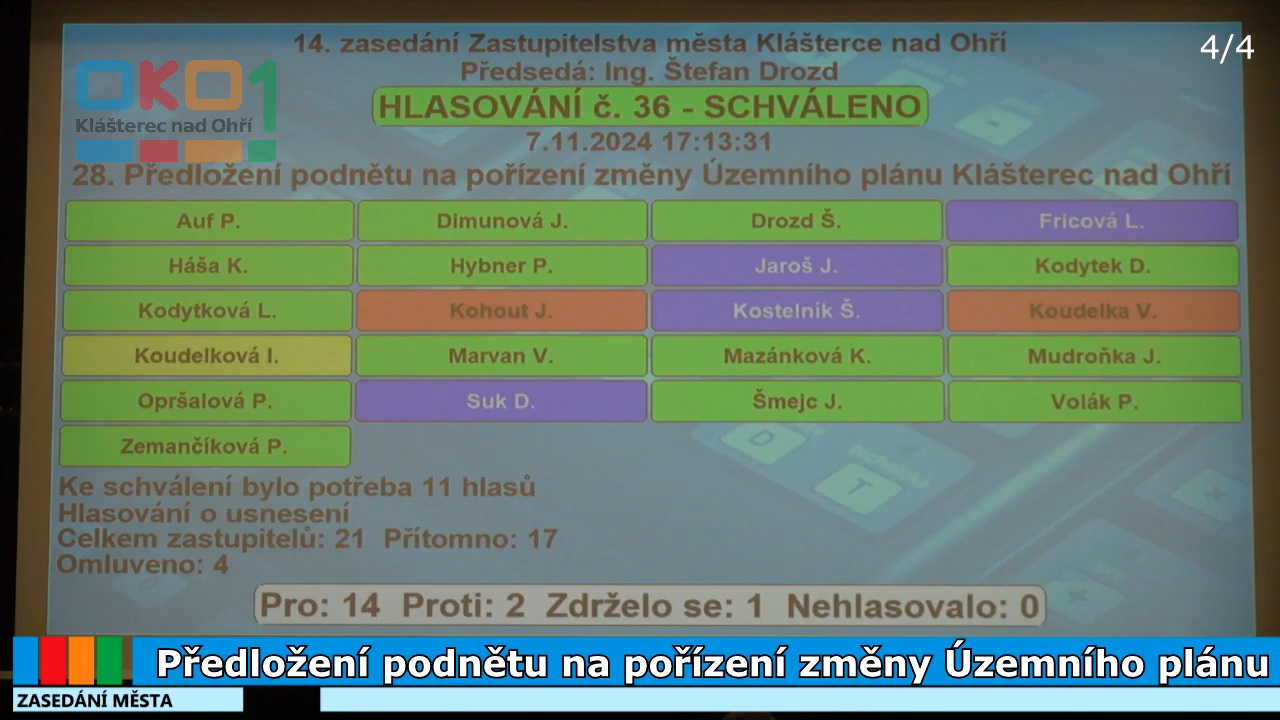 14. zasedání Zastupitelstva města Klášterce nad Ohří
4/4
Předsedá: Ing. Štefan Drozd
OKO1
Klášterec nad Ohří
HLASOVÁNÍ č. 36 - SCHVÁLENO
7.11.2024 17:13:31
28. Předložení podnětu na pořízení změny Územního plánu Klášterec nad Ohří
Auf P. Dimunová J. Drozd Š. Fricová L.
Háša K. Hybner P. Jaroš J. Kodytek D.
Kodytková L. Kohout J. Kostelník Š. Koudelka V.
Koudelková I. Marvan V. Mazánková K. Mudroňka J.
Opršalová P. Suk D. Šmejc J. Volák P.
Zemančíková P.
D
T
Ke schválení bylo potřeba 11 hlasů
Hlasování o usnesení
Celkem zastupitelů: 21 Přítomno: 17
Omluveno: 4
Pro: 14 Proti: 2 Zdrželo se: 1 Nehlasovalo: 0
Předložení podnětu na pořízení změny Územního plánu
ZASEDÁNÍ MĚSTA